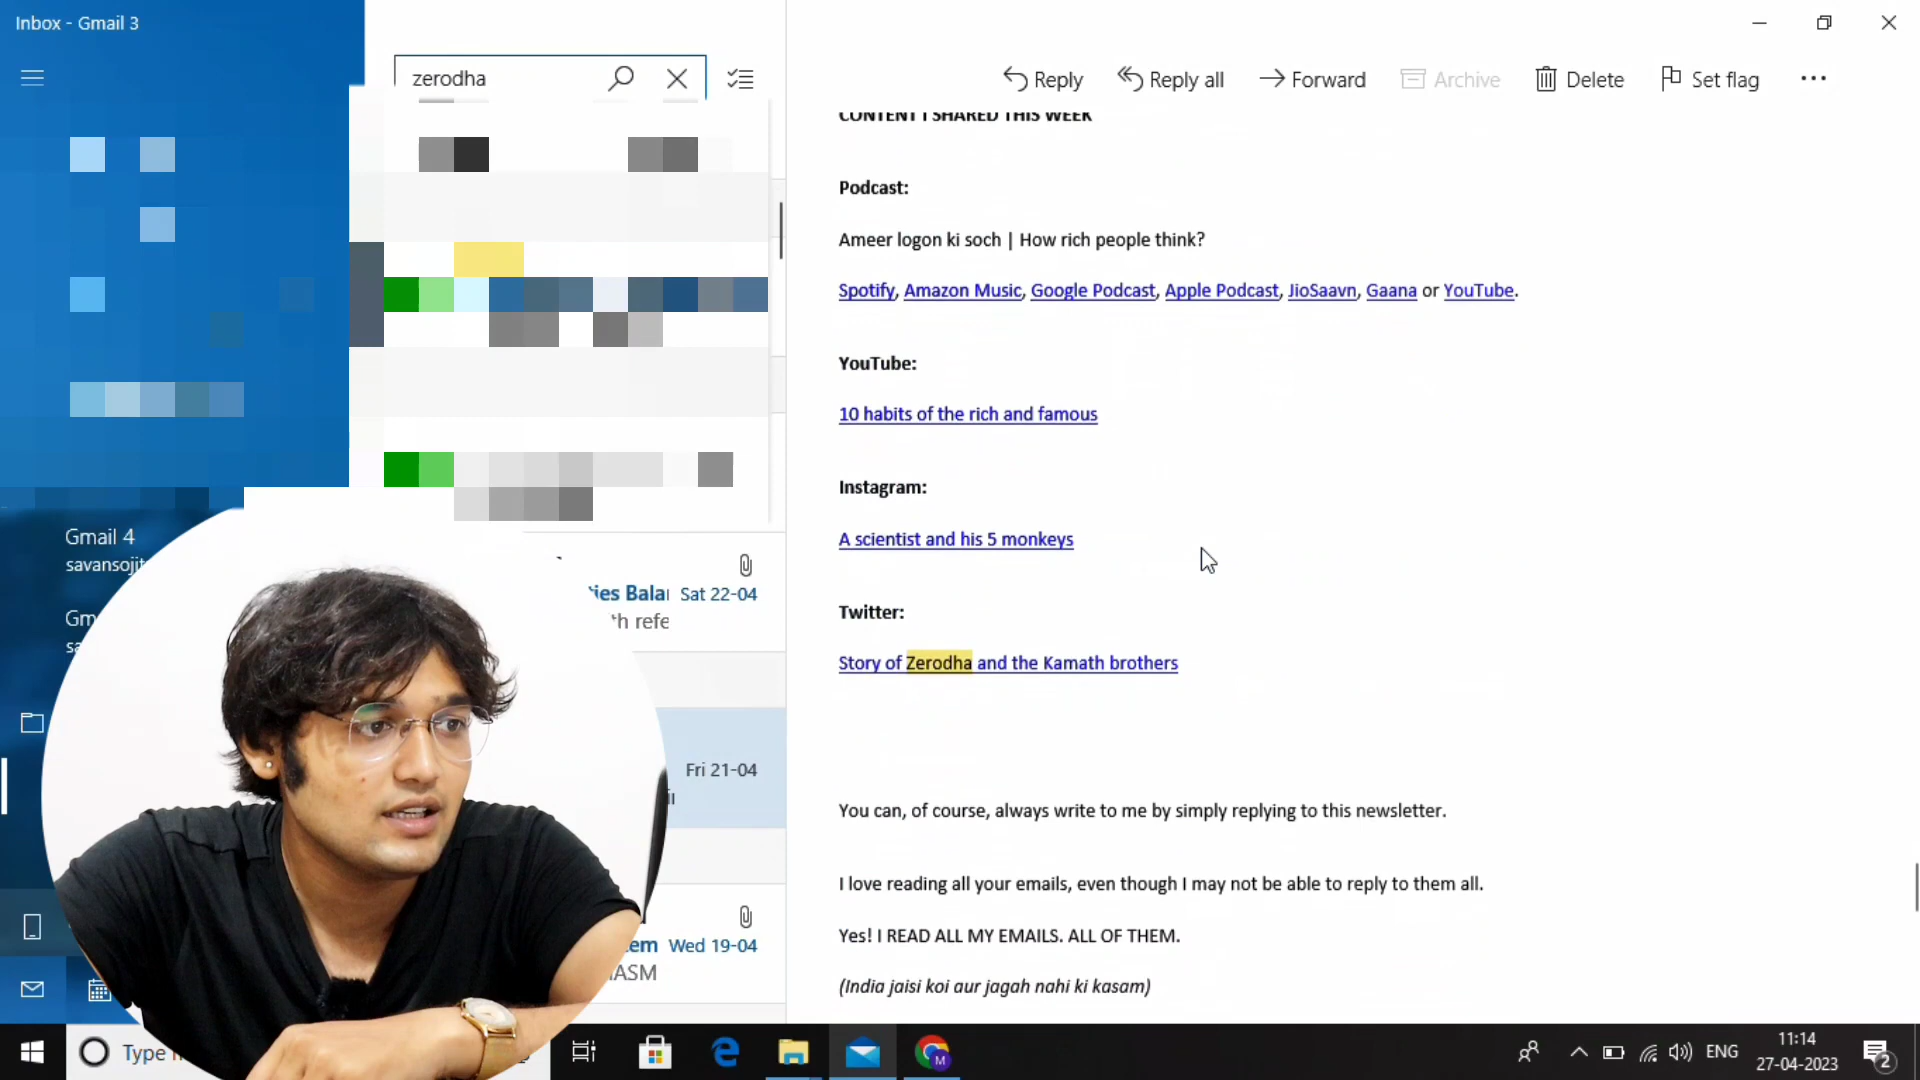 Inbox - Gmail 3
zerodha
Reply
Reply all
Forward
Archive
Delete
Set flag
CONTENT I SHARED THIS WEEK
Podcast:
Ameer logon ki soch | How rich people think?
Spotify, Amazon Music, Google Podcast, Apple Podcast, JioSaavn, Gaana or YouTube.
YouTube:
10 habits of the rich and famous
Instagram:
A scientist and his 5 monkeys
Twitter:
Story of Zerodha and the Kamath brothers
You can, of course, always write to me by simply replying to this newsletter.
I love reading all your emails, even though I may not be able to reply to them all.
Yes! I READ ALL MY EMAILS. ALL OF THEM.
(India jaisi koi aur jagah nahi ki kasam)
Gmail 4
Sat 22-04
Fri 21-04
Wed 19-04
Type
ENG
11:14
27-04-2023
2